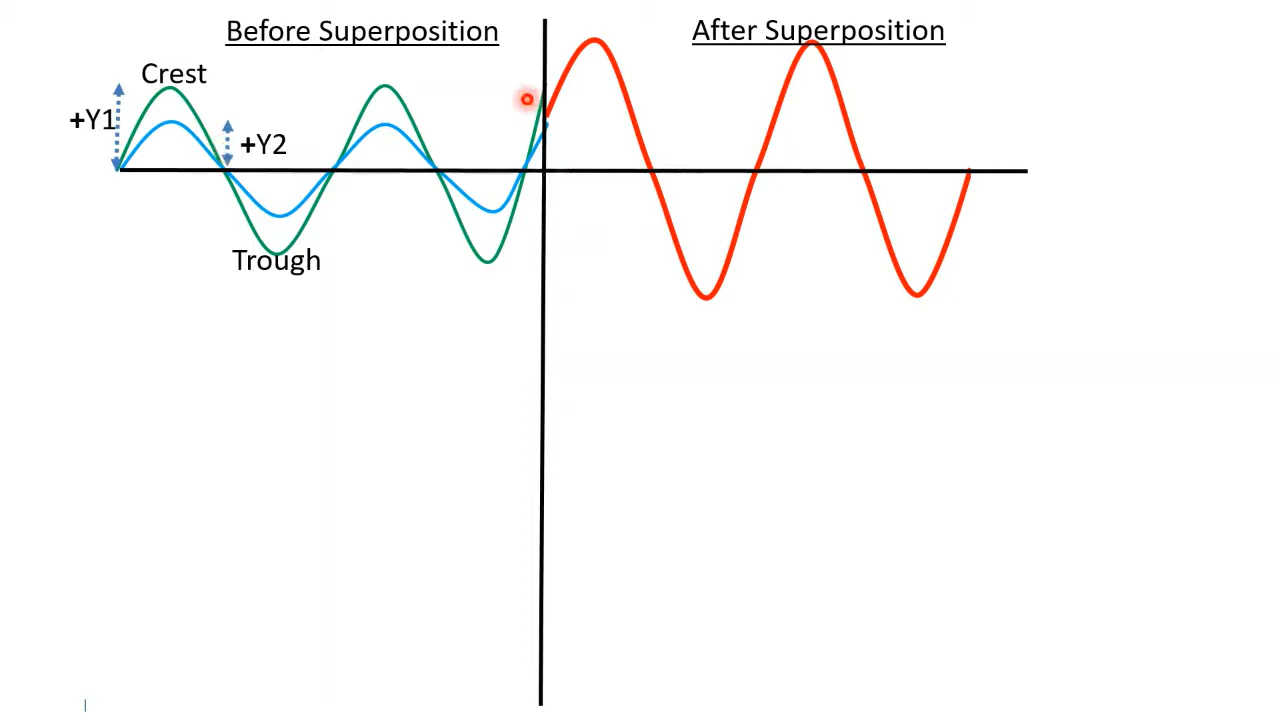 Before Superposition
After Superposition
Crest
+Y1
+Y2
Trough